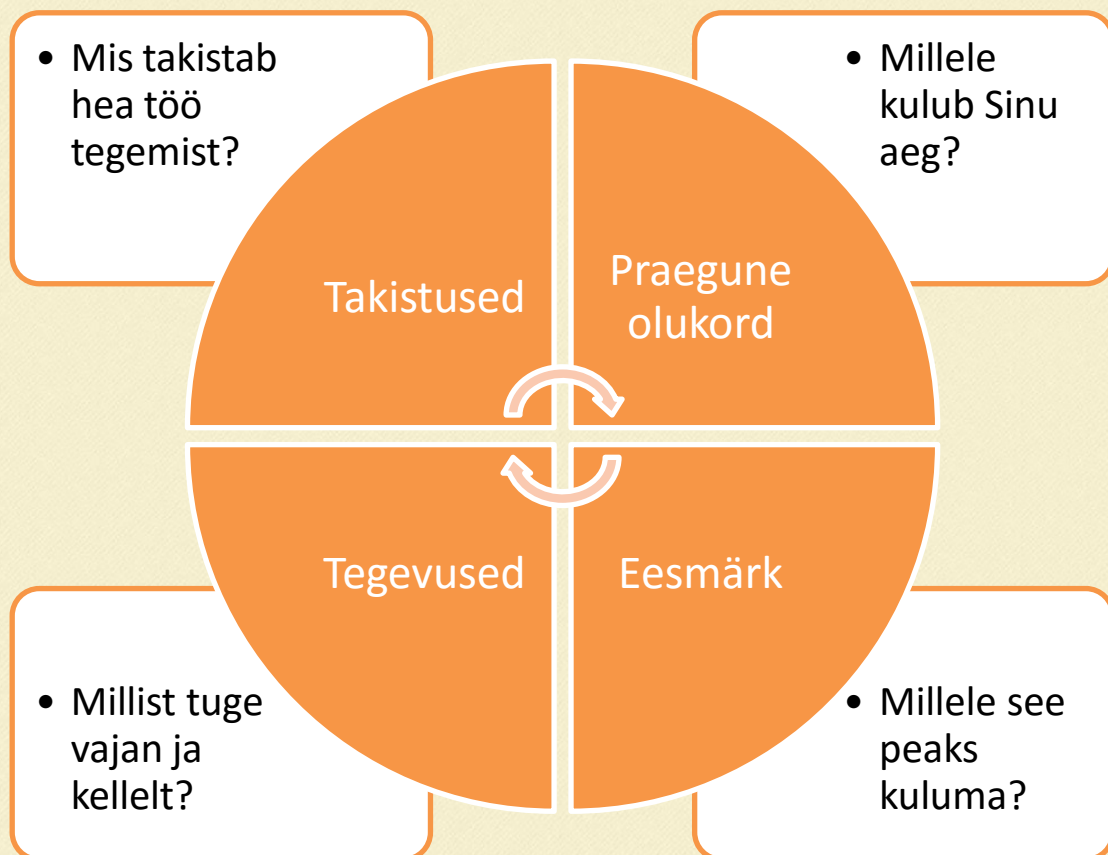 • Mis takistab
hea töö
tegemist?
• Millele
kulub Sinu
aeg?
Takistused
Praegune
olukord
Tegevused
Eesmärk
• Millist tuge
vajan ja
kellelt?
• Millele see
peaks
kuluma?